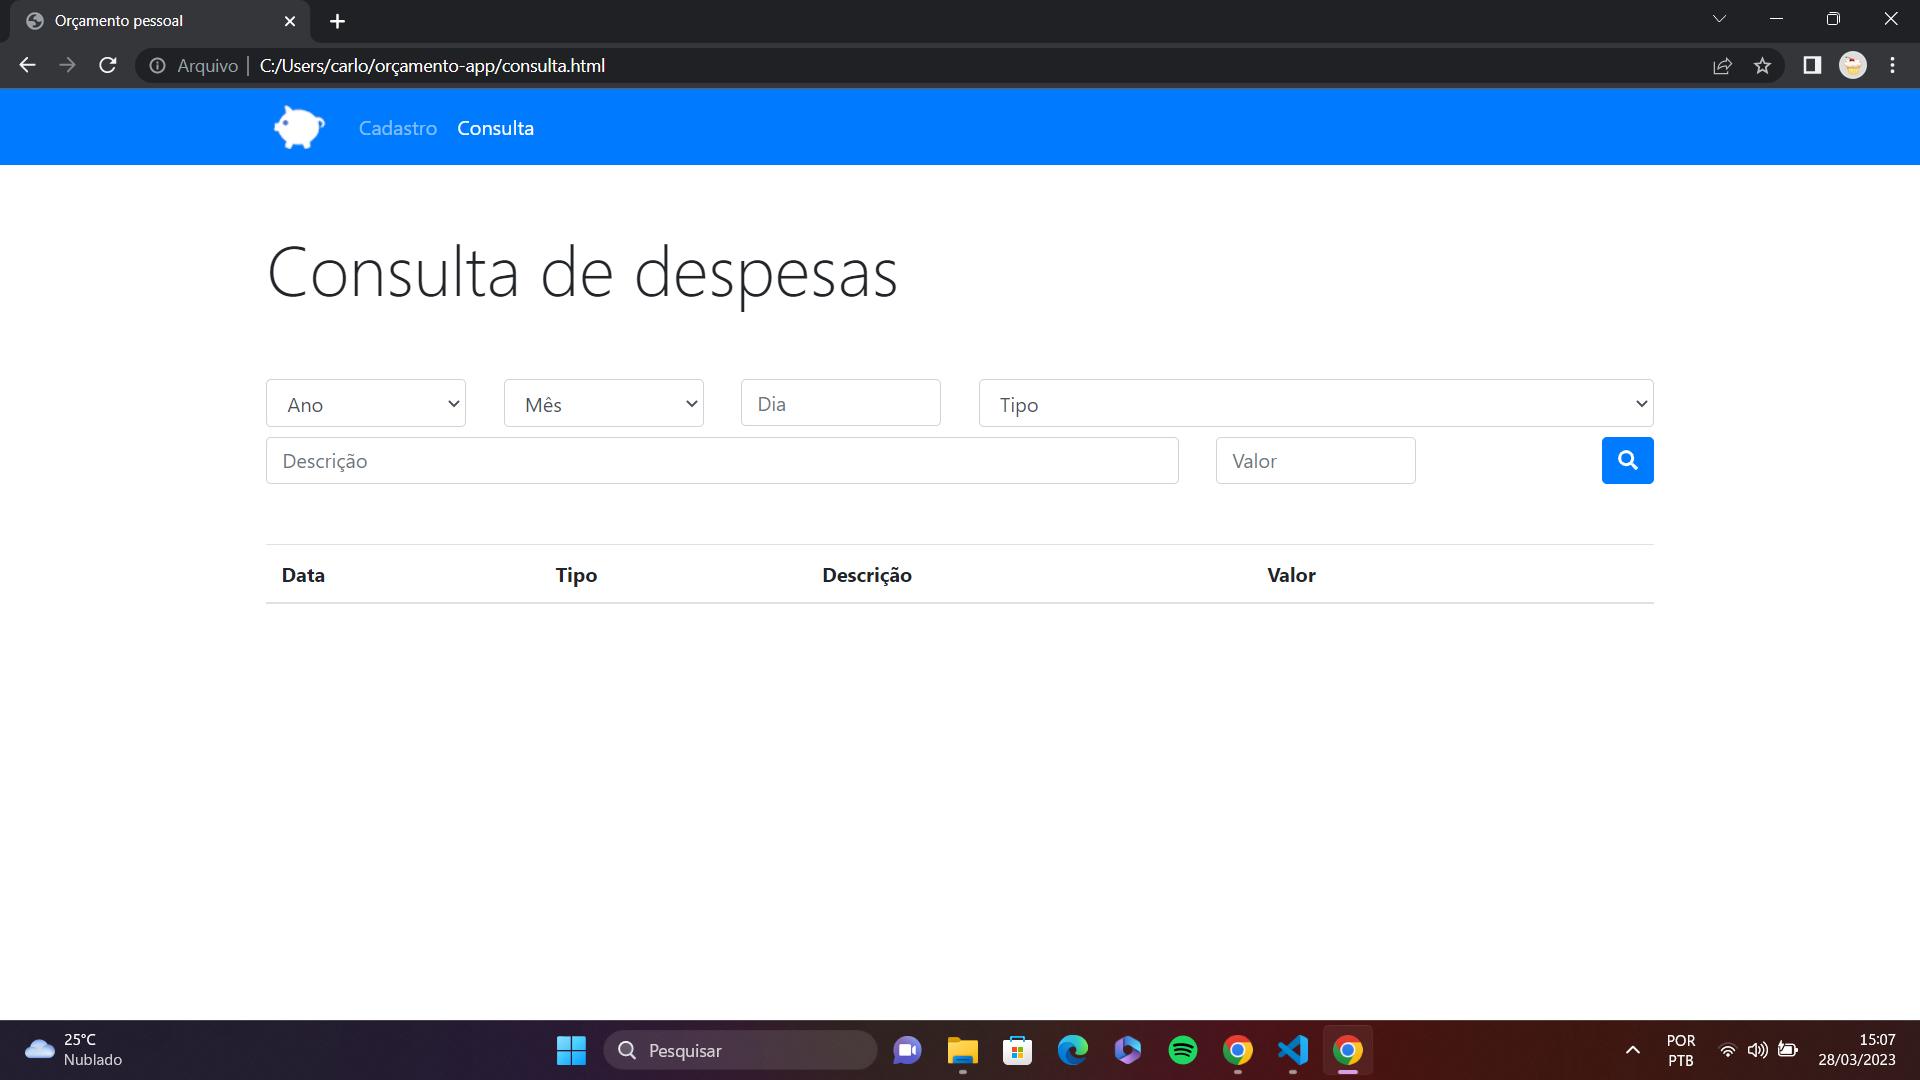 Orçamento pessoal
Arquivo | C:/Users/carlo/orçamento-app/consulta.html
Cadastro Consulta
Consulta de despesas
Ano Mês Dia Tipo
Descrição Valor
Data Tipo Descrição Valor
25°C
Nublado
Pesquisar
POR
PTB
15:07
28/03/2023